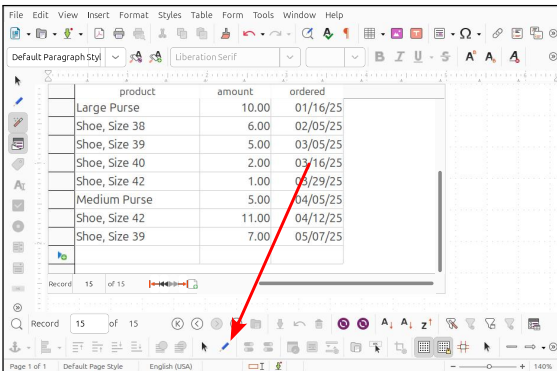 File Edit View Insert Format Styles Table Form Tools Window Help
Default Paragraph Styl Liberation Serif
product amount ordered
Large Purse 10.00 01/16/25
Shoe, Size 38 6.00 02/05/25
Shoe, Size 39 5.00 03/05/25
Shoe, Size 40 2.00 03/16/25
Shoe, Size 42 1.00 03/29/25
Medium Purse 5.00 04/05/25
Shoe, Size 42 11.00 04/12/25
Shoe, Size 39 7.00 05/07/25
Record 15 of 15
Record 15 of 15
Page 1 of 1 Default Page Style English (USA) 140%